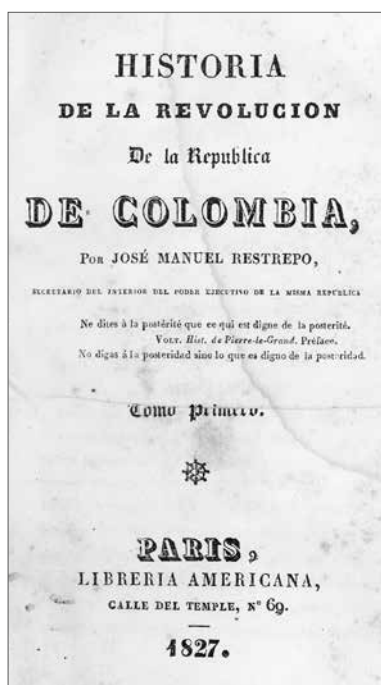 HISTORIA
DE LA REVOLUCION
De la Republica
DE COLOMBIA,
POR JOSÉ MANUEL RESTREPO,
SECRETARIO DEL INTERIOR DEL PODER EJECUTIVO DE LA MISMA REPUBLICA
Ne dites à la postérité que ce qui est digne de la posterité.
VOLT. Hist. de Pierre-le-Grand. Préface.
No digas á la posteridad sino lo que es digno de la posteridad.
Tomo Primero.
PARIS,
LIBRERIA AMERICANA,
CALLE DEL TEMPLE, Nº 69.
1827.